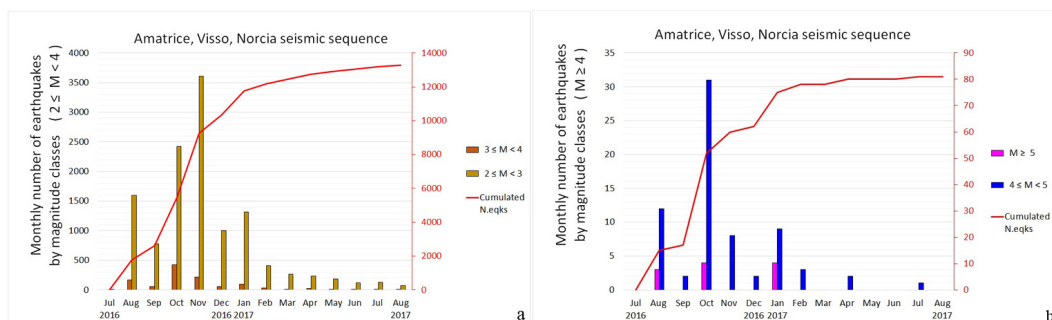 Amatrice, Visso, Norcia seismic sequence
Monthly number of earthquakes
by magnitude classes ( 2 ≤ M < 4 )
4000
3500
3000
2500
2000
1500
1000
500
0
14000
12000
10000
8000
6000
4000
2000
0
3 ≤ M < 4
2 ≤ M < 3
Cumulated
N.eqks
Jul Aug Sep Oct Nov Dec Jan Feb Mar Apr May Jun Jul Aug
2016 2016 2017 2017
a
Amatrice, Visso, Norcia seismic sequence
Monthly number of earthquakes
by magnitude classes ( M ≥ 4 )
35
30
25
20
15
10
5
0
90
80
70
60
50
40
30
20
10
0
M ≥ 5
4 ≤ M < 5
Cumulated
N.eqks
Jul Aug Sep Oct Nov Dec Jan Feb Mar Apr May Jun Jul Aug
2016 2016 2017 2017
b